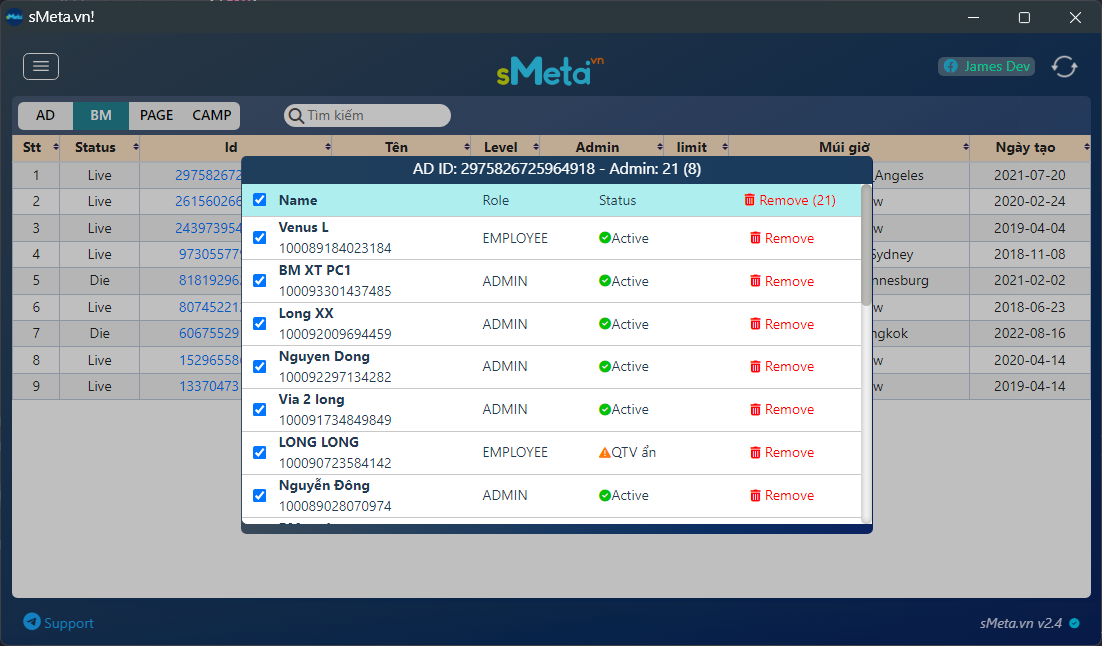 sMeta.vn!
sMeta vn
James Dev
AD BM PAGE CAMP Tìm kiếm
Stt Status Id Tên Level Admin limit Múi giờ Ngày tạo
AD ID: 2975826725964918 - Admin: 21 (8)
Name Role Status Remove (21)
1 Live 297582672 Angeles 2021-07-20
2 Live 261560266 2020-02-24
3 Live 243973954 2019-04-04
4 Live 97305577 Sydney 2018-11-08
5 Die 81819296 nnesburg 2021-02-02
6 Live 80745221 2018-06-23
7 Die 60675529 ngkok 2022-08-16
8 Live 15296558 2020-04-14
9 Live 13370473 2019-04-14
Venus L
100089184023184 EMPLOYEE Active Remove
BM XT PC1
100093301437485 ADMIN Active Remove
Long XX
100092009694459 ADMIN Active Remove
Nguyen Dong
100092297134282 ADMIN Active Remove
Via 2 long
100091734849849 ADMIN Active Remove
LONG LONG
100090723584142 EMPLOYEE QTV ẩn Remove
Nguyễn Đông
100089028070974 ADMIN Active Remove
Support
sMeta.vn v2.4